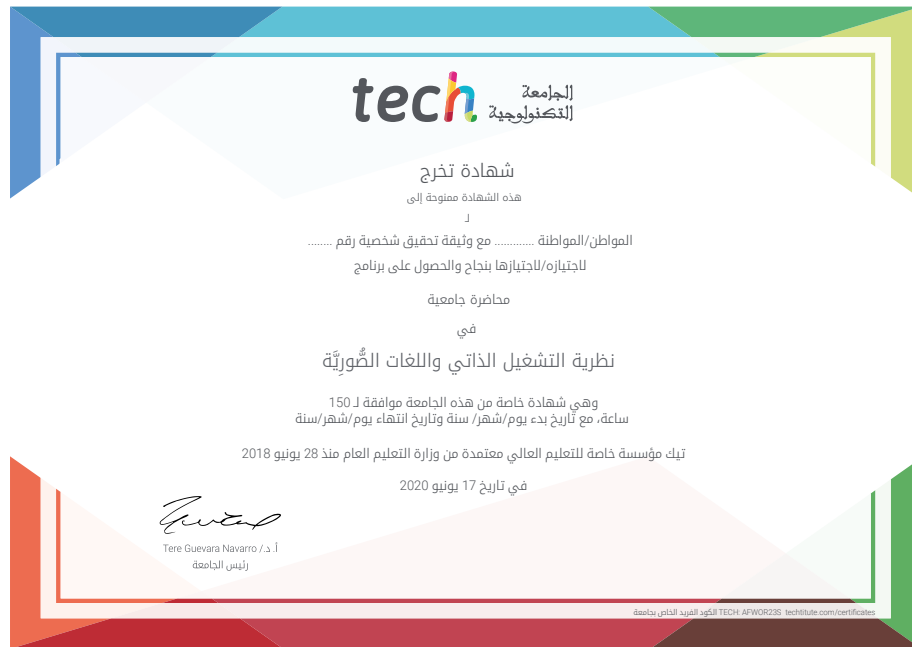 tech
الجامعة
التكنولوجية
شهادة تخرج
هذه الشهادة ممنوحة إلى
لـ
المواطن/المواطنة ............ مع وثيقة تحقيق شخصية رقم ........
لاجتيازه/لاجتيازها بنجاح والحصول على برنامج
محاضرة جامعية
في
نظرية التشغيل الذاتي واللغات الصُّورِيَّة
وهي شهادة خاصة من هذه الجامعة موافقة لـ 150
ساعة، مع تاريخ بدء يوم/شهر/ سنة وتاريخ انتهاء يوم/شهر/سنة
تيك مؤسسة خاصة للتعليم العالي معتمدة من وزارة التعليم العام منذ 28 يونيو 2018
في تاريخ 17 يونيو 2020
أ. د./ Tere Guevara Navarro
رئيس الجامعة
الكود الفريد الخاص بجامعة TECH: AFWOR23S techtitute.com/certificates